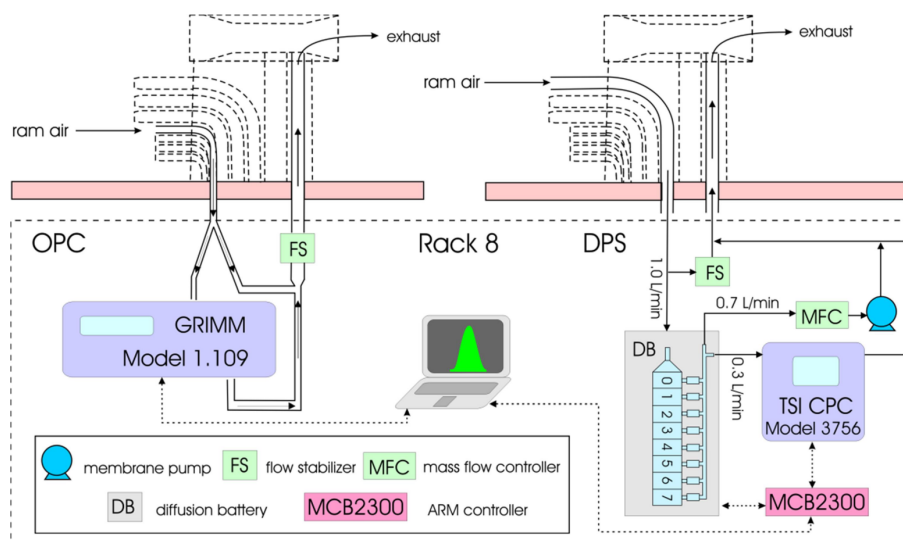 exhaust
exhaust
ram air
ram air
OPC
Rack 8
DPS
FS
FS
1.0 L/min
0.7 L/min
MFC
GRIMM
Model 1.109
DB
0
1
2
3
4
5
6
7
0.3 L/min
TSI CPC
Model 3756
MCB2300
membrane pump
FS
flow stabilizer
MFC
mass flow controller
DB
diffusion battery
MCB2300
ARM controller